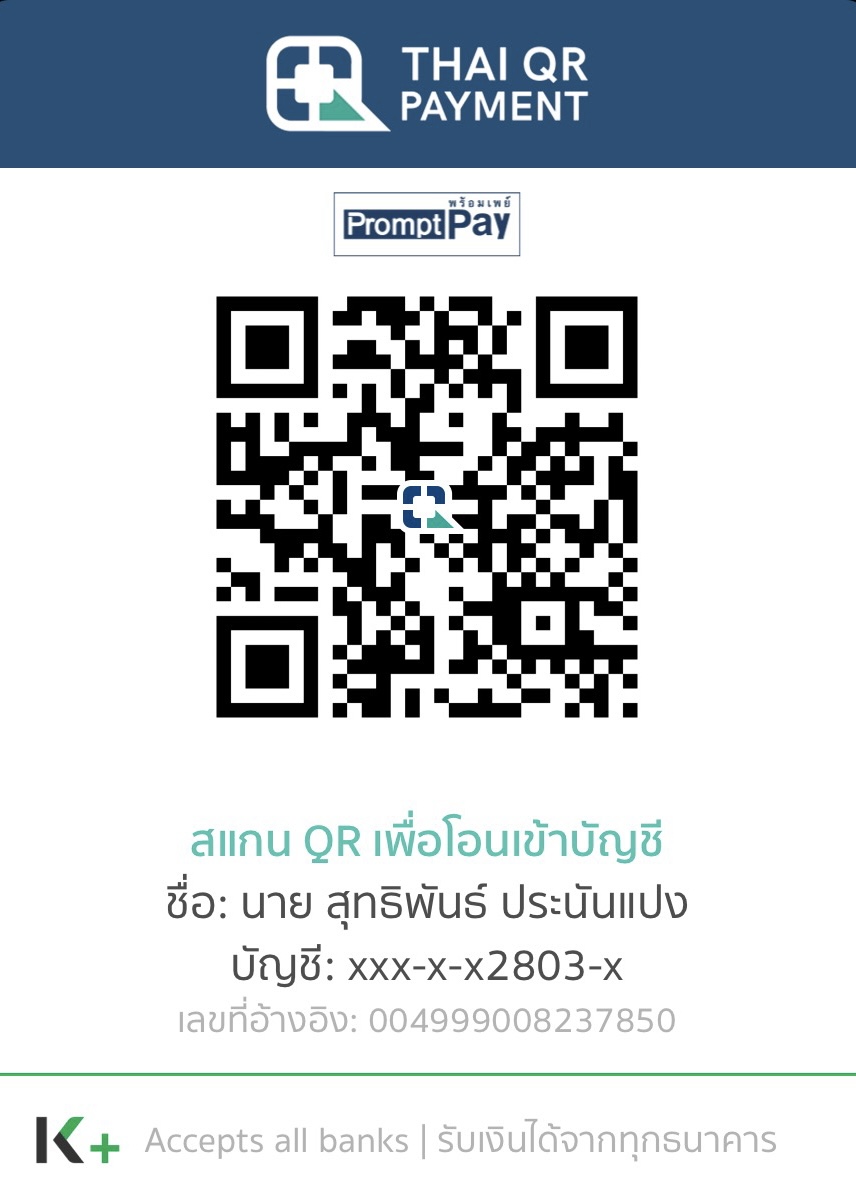 THAI QR
PAYMENT
พร้อมเพย์
PromptPay
สแกน QR เพื่อโอนเข้าบัญชี
ชื่อ: นาย สุทธิพันธ์ ประนันแปง
บัญชี: xxx-x-x2803-x
เลขที่อ้างอิง: 004999008237850
K+ Accepts all banks | รับเงินได้จากทุกธนาคาร